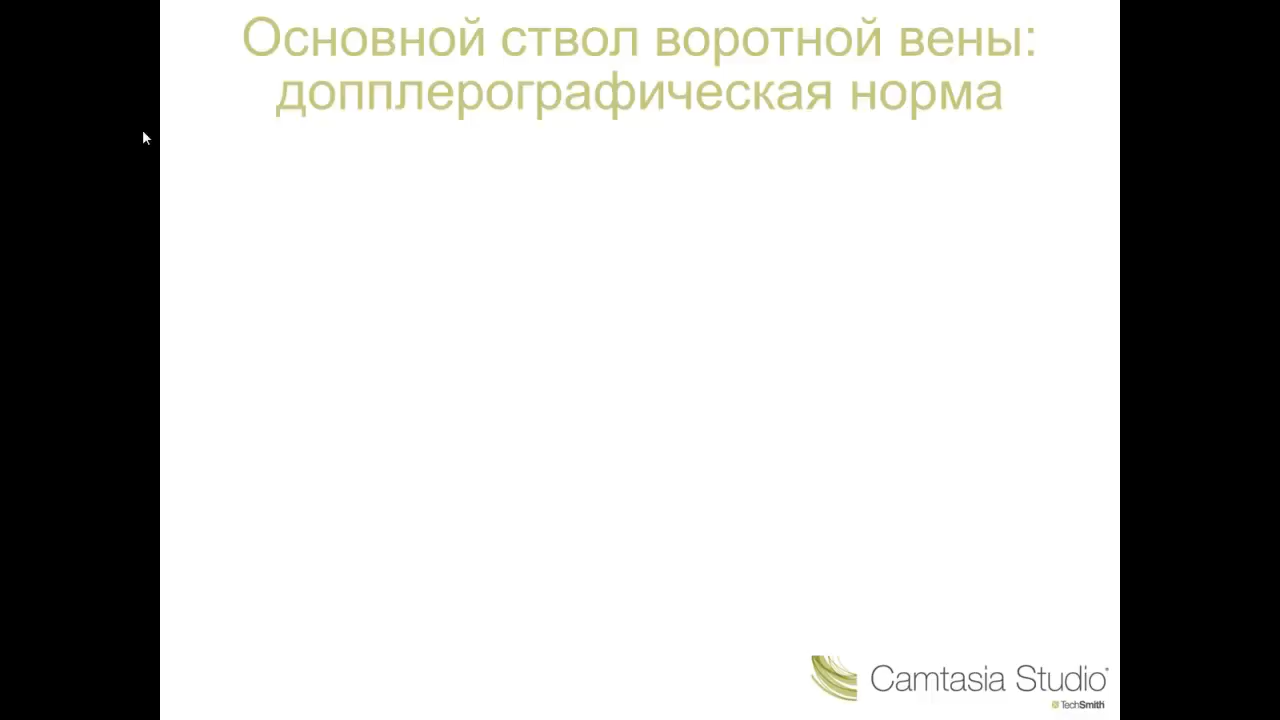 Основной ствол воротной вены:
допплерографическая норма
Camtasia Studio
TechSmith